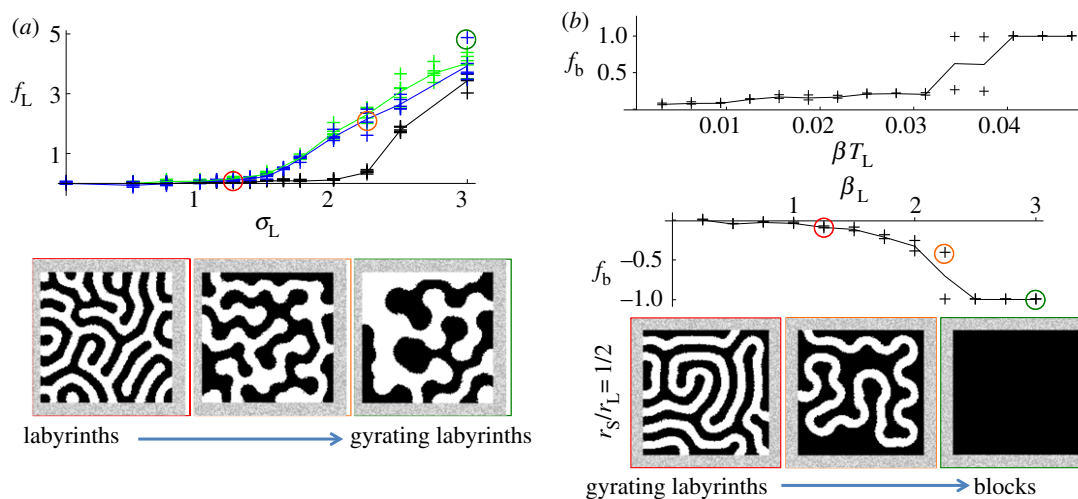 (a)
5
3
1
f_L
1
2
3
σ_L
labyrinths
gyrating labyrinths
(b)
1.0
0.5
f_b
0.01
0.02
0.03
0.04
βT_L
β_L
1
2
3
f_b
−0.5
−1.0
r_S/r_L = 1/2
gyrating labyrinths
blocks